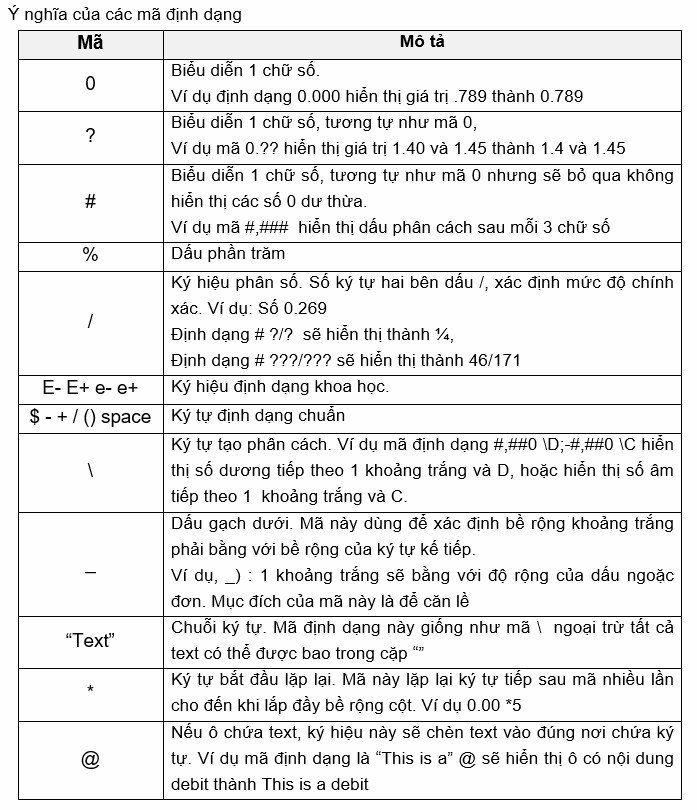 Ý nghĩa của các mã định dạng
Mã
Mô tả
0
Biểu diễn 1 chữ số.
Ví dụ định dạng 0.000 hiển thị giá trị .789 thành 0.789
?
Biểu diễn 1 chữ số, tương tự như mã 0,
Ví dụ mã 0.?? hiển thị giá trị 1.40 và 1.45 thành 1.4 và 1.45
#
Biểu diễn 1 chữ số, tương tự như mã 0 nhưng sẽ bỏ qua không
hiển thị các số 0 dư thừa.
Ví dụ mã #,### hiển thị dấu phân cách sau mỗi 3 chữ số
%
Dấu phần trăm
/
Ký hiệu phân số. Số ký tự hai bên dấu /, xác định mức độ chính
xác. Ví dụ: Số 0.269
Định dạng # ?/? sẽ hiển thị thành ¼,
Định dạng # ???/??? sẽ hiển thị thành 46/171
E- E+ e- e+
Ký hiệu định dạng khoa học.
$ - + / () space
Ký tự định dạng chuẩn
\
Ký tự tạo phân cách. Ví dụ mã định dạng #,##0 \D;-#,##0 \C hiển
thị số dương tiếp theo 1 khoảng trắng và D, hoặc hiển thị số âm
tiếp theo 1 khoảng trắng và C.
_
Dấu gạch dưới. Mã này dùng để xác định bề rộng khoảng trắng
phải bằng với bề rộng của ký tự kế tiếp.
Ví dụ, _) : 1 khoảng trắng sẽ bằng với độ rộng của dấu ngoặc
đơn. Mục đích của mã này là để căn lề
“Text”
Chuỗi ký tự. Mã định dạng này giống như mã \ ngoại trừ tất cả
text có thể được bao trong cặp “”
*
Ký tự bắt đầu lặp lại. Mã này lặp lại ký tự tiếp sau mã nhiều lần
cho đến khi lắp đầy bề rộng cột. Ví dụ 0.00 *5
@
Nếu ô chứa text, ký hiệu này sẽ chèn text vào đúng nơi chứa ký
tự. Ví dụ mã định dạng là “This is a” @ sẽ hiển thị ô có nội dung
debit thành This is a debit